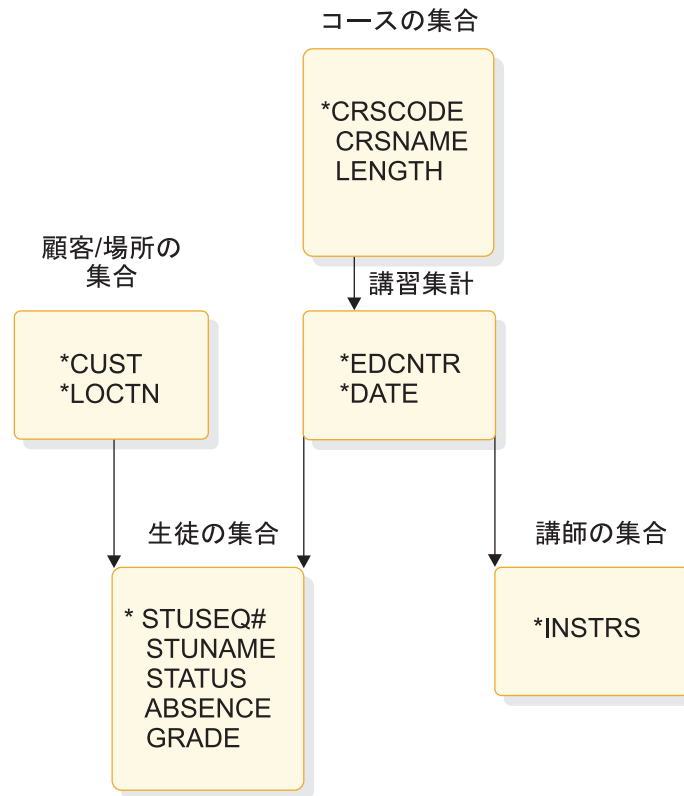 コースの集合
*CRSCODE
CRSNAME
LENGTH
顧客/場所の
集合
講習集計
*CUST
*LOCTN
*EDCNTR
*DATE
生徒の集合
講師の集合
* STUSEQ#
STUNAME
STATUS
ABSENCE
GRADE
*INSTRS